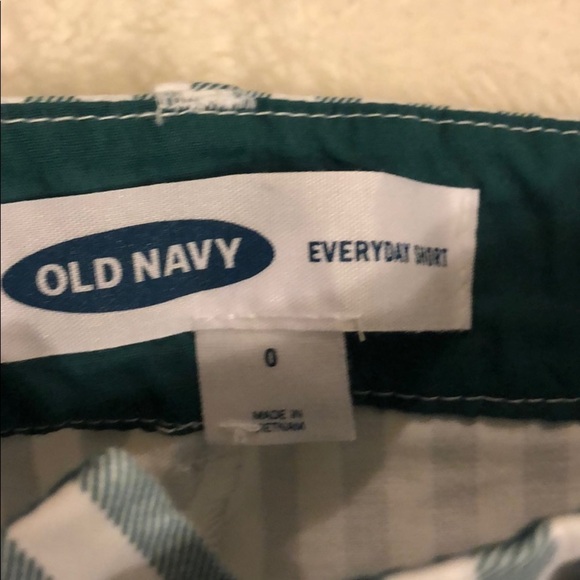 OLD NAVY
EVERYDAY SHORT
0
MADE IN
VIETNAM